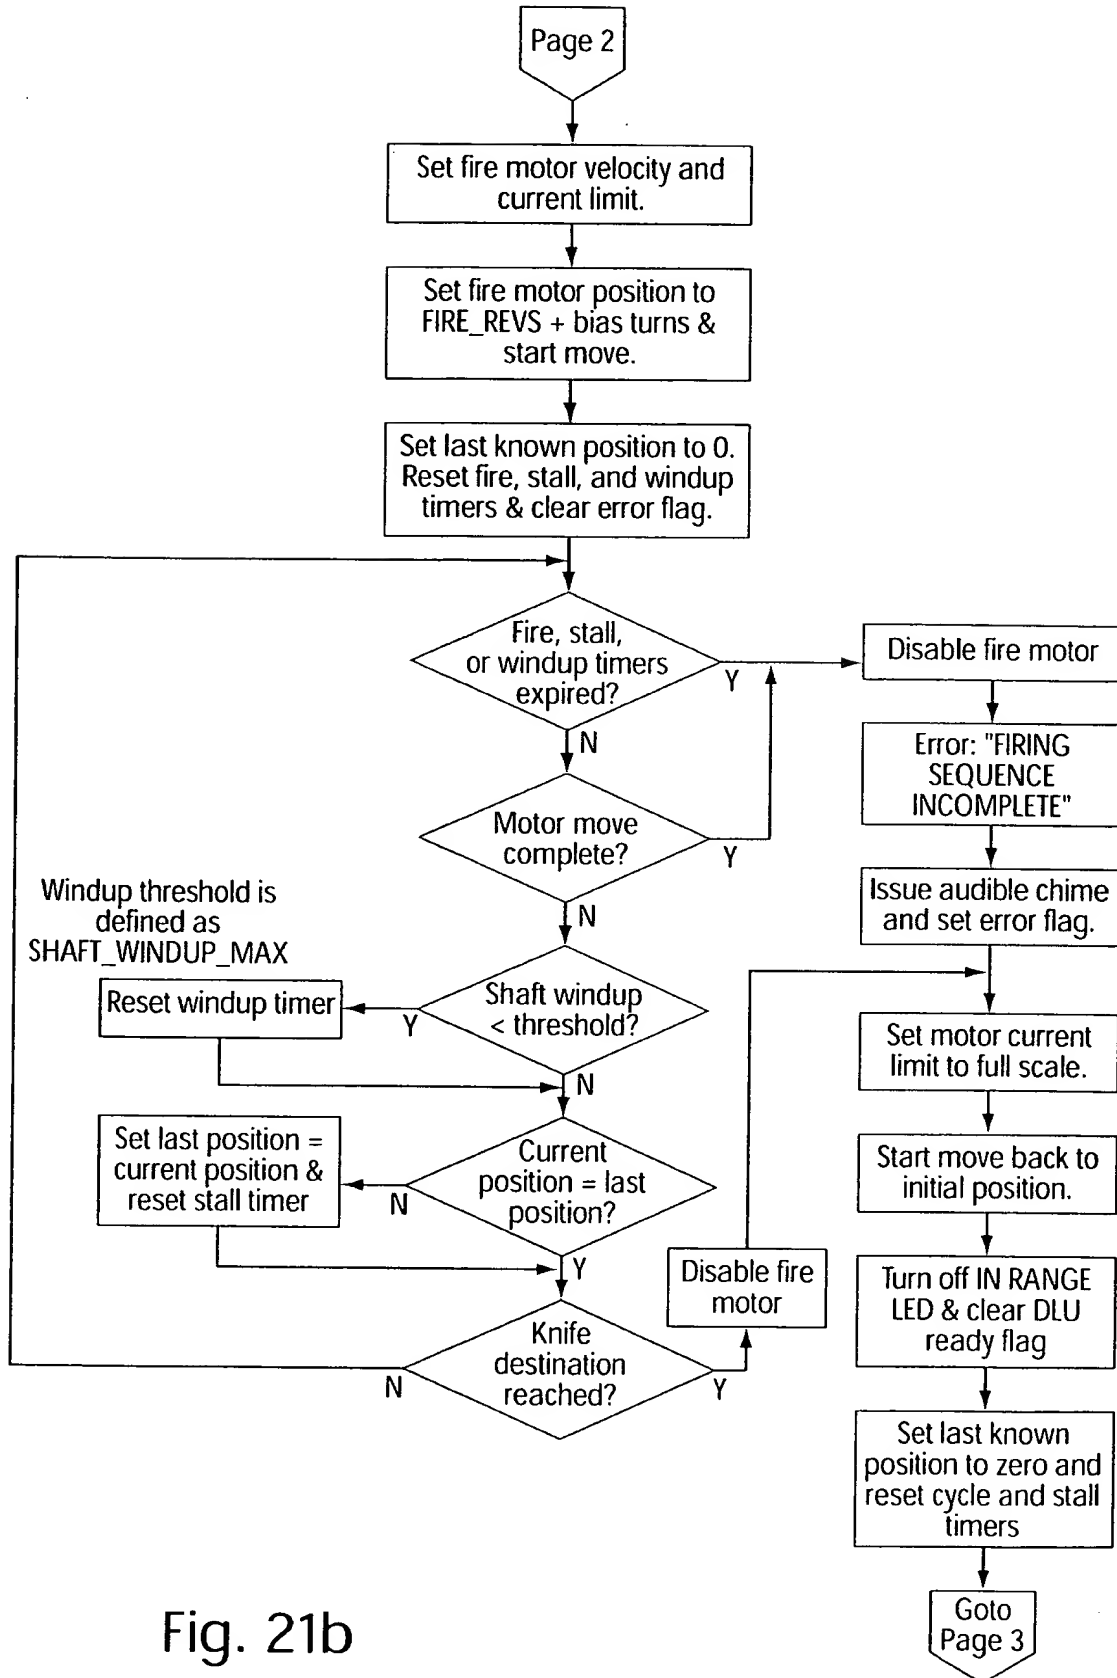 Page 2
Set fire motor velocity and
current limit.
Set fire motor position to
FIRE_REVS + bias turns &
start move.
Set last known position to 0.
Reset fire, stall, and windup
timers & clear error flag.
Fire, stall,
or windup timers
expired?
Y
N
Disable fire motor
Error: "FIRING
SEQUENCE
INCOMPLETE"
Motor move
complete?
Y
N
Issue audible chime
and set error flag.
Windup threshold is
defined as
SHAFT_WINDUP_MAX
Reset windup timer
Y
Shaft windup
< threshold?
N
Set motor current
limit to full scale.
Set last position =
current position &
reset stall timer
N
Current
position = last
position?
Y
Start move back to
initial position.
Disable fire
motor
Turn off IN RANGE
LED & clear DLU
ready flag
Knife
destination
reached?
N
Y
Set last known
position to zero and
reset cycle and stall
timers
Goto
Page 3
Fig. 21b